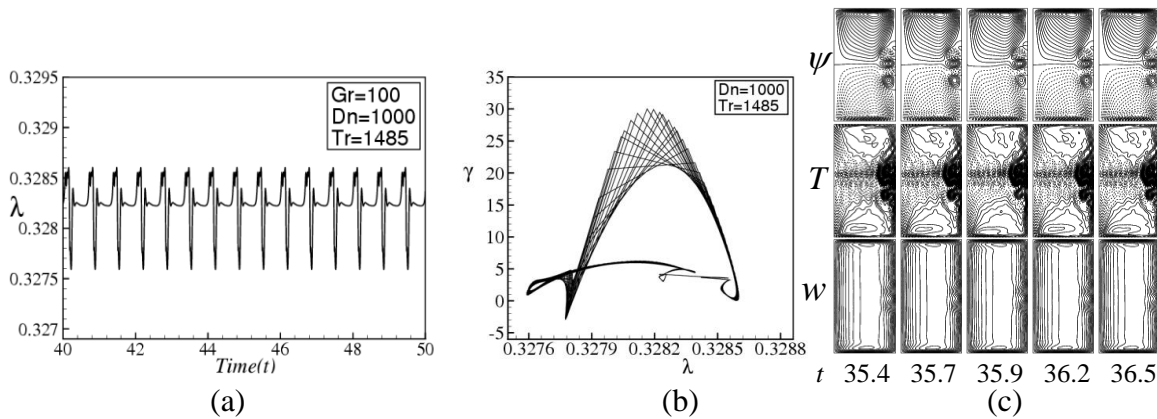 0.3295
0.329
0.3285
λ
0.328
0.3275
0.327
Gr=100
Dn=1000
Tr=1485
40 42 44 46 48 50
Time(t)
(a)
35
30
25
γ
20
15
10
5
0
-5
Dn=1000
Tr=1485
0.3276 0.3279 0.3282 0.3285 0.3288
λ
(b)
ψ
T
w
t 35.4 35.7 35.9 36.2 36.5
(c)